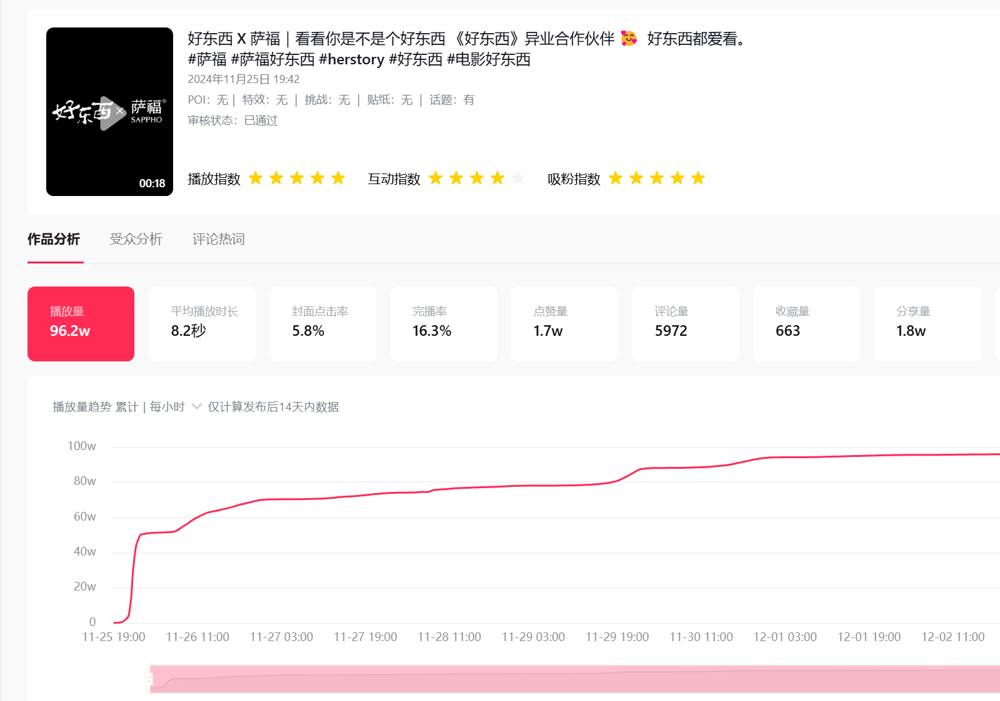 好东西 X 萨福｜看看你是不是个好东西 《好东西》异业合作伙伴 🥰 好东西都爱看。
#萨福 #萨福好东西 #herstory #好东西 #电影好东西
2024年11月25日 19:42
POI：无 | 特效：无 | 挑战：无 | 贴纸：无 | 话题：有
审核状态：已通过
好东西 × 萨福®
SAPPHO
00:18
播放指数 互动指数 吸粉指数
作品分析 受众分析 评论热词
播放量 平均播放时长 封面点击率 完播率 点赞量 评论量 收藏量 分享量
96.2w 8.2秒 5.8% 16.3% 1.7w 5972 663 1.8w
播放量趋势 累计 | 每小时 仅计算发布后14天内数据
100w
80w
60w
40w
20w
0
11-25 19:00 11-26 11:00 11-27 03:00 11-27 19:00 11-28 11:00 11-29 03:00 11-29 19:00 11-30 11:00 12-01 03:00 12-01 19:00 12-02 11:00